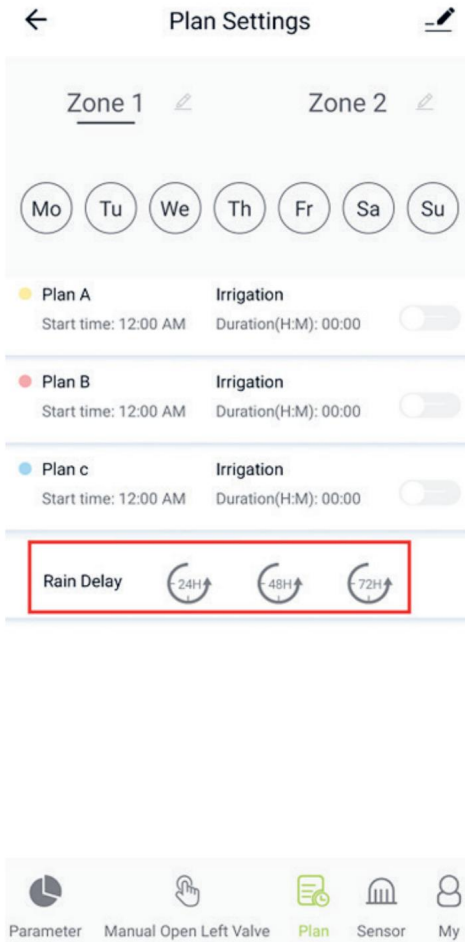 Plan Settings
Zone 1 Zone 2
Mo Tu We Th Fr Sa Su
Plan A Irrigation
Start time: 12:00 AM Duration(H:M): 00:00
Plan B Irrigation
Start time: 12:00 AM Duration(H:M): 00:00
Plan c Irrigation
Start time: 12:00 AM Duration(H:M): 00:00
Rain Delay 24H 48H 72H
Parameter Manual Open Left Valve Plan Sensor My